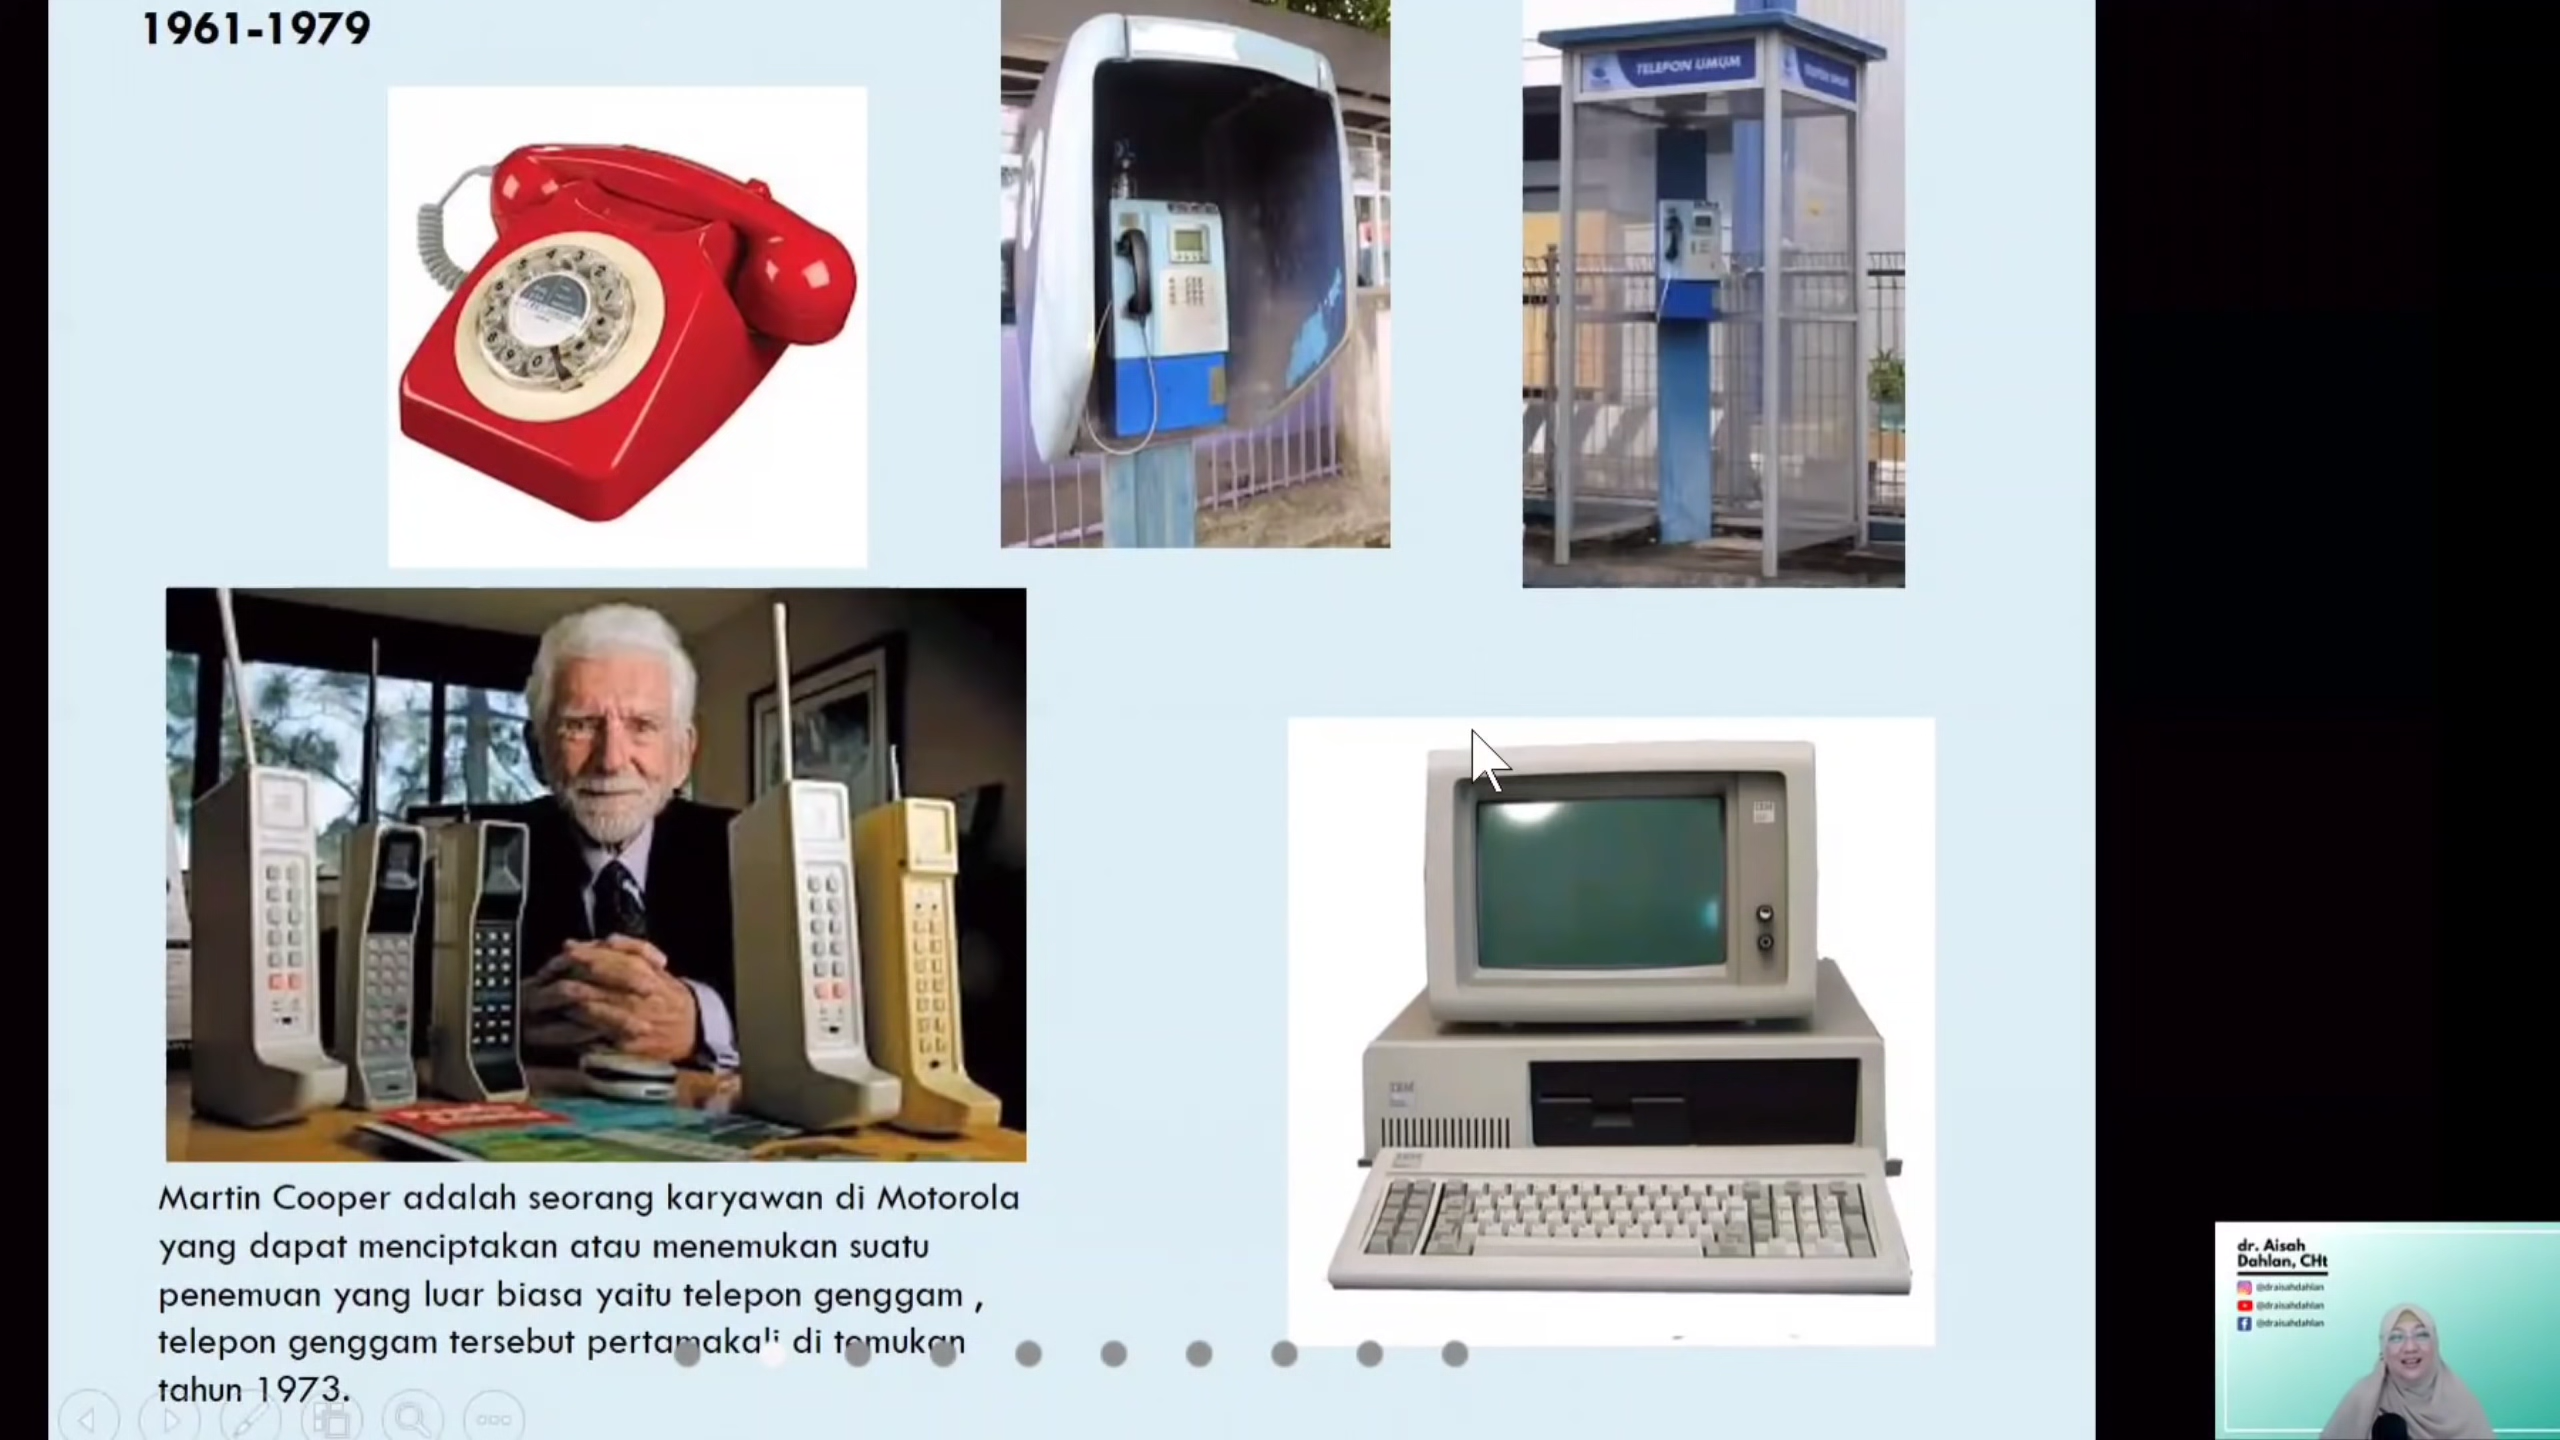 1961-1979
TELEPON UMUM
Martin Cooper adalah seorang karyawan di Motorola
yang dapat menciptakan atau menemukan suatu
penemuan yang luar biasa yaitu telepon genggam ,
telepon genggam tersebut pertamakali di temukan
tahun 1973.
dr. Aisah
Dahlan, CHt
@draisahdahlan
@draisahdahlan
@draisahdahlan